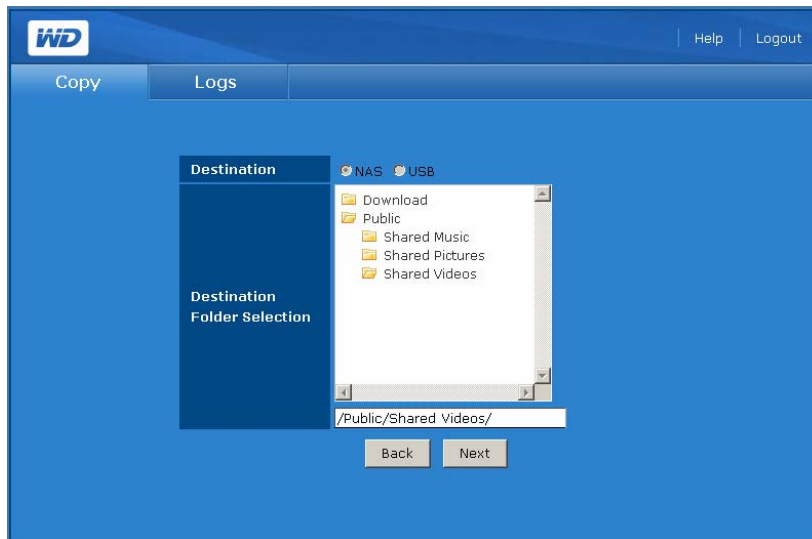 WD
Help
Logout
Copy
Logs
Destination
NAS
USB
Download
Public
Shared Music
Shared Pictures
Shared Videos
Destination
Folder Selection
/Public/Shared Videos/
Back
Next